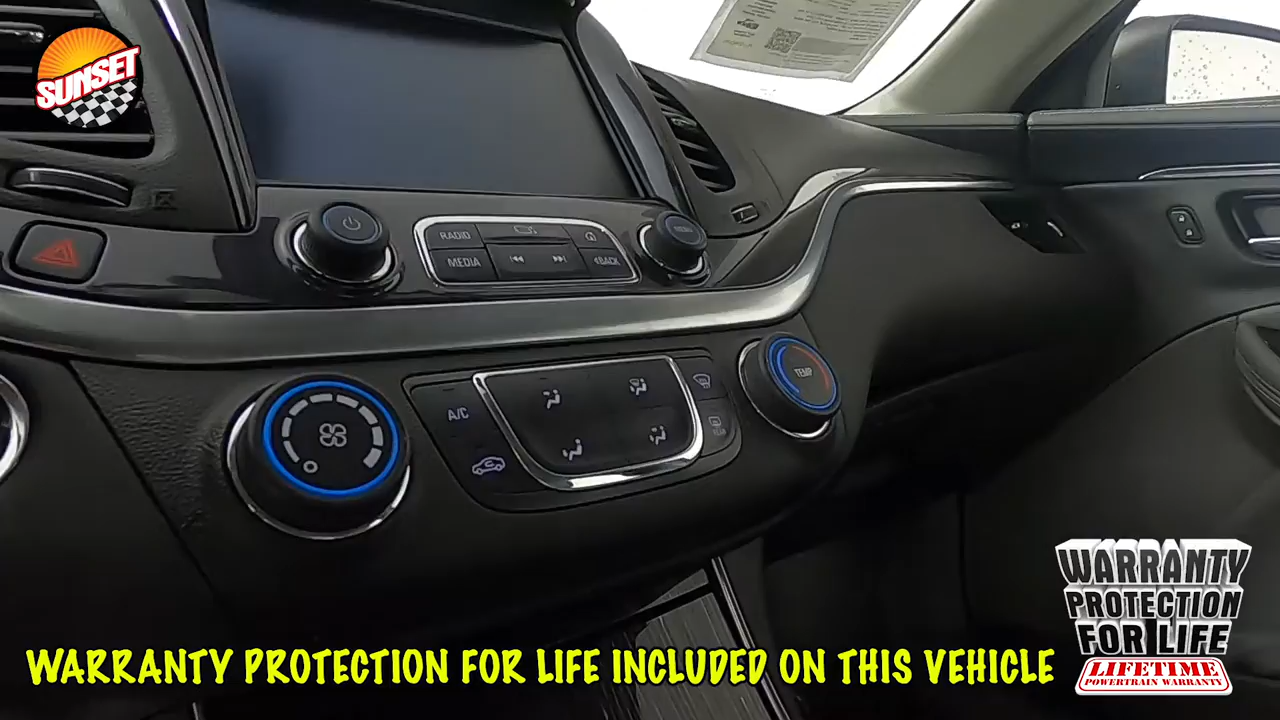 SUNSET
RADIO
MEDIA
BACK
A/C
TEMP
REAR
WARRANTY PROTECTION FOR LIFE INCLUDED ON THIS VEHICLE
WARRANTY
PROTECTION
FOR LIFE
LIFETIME
POWERTRAIN WARRANTY